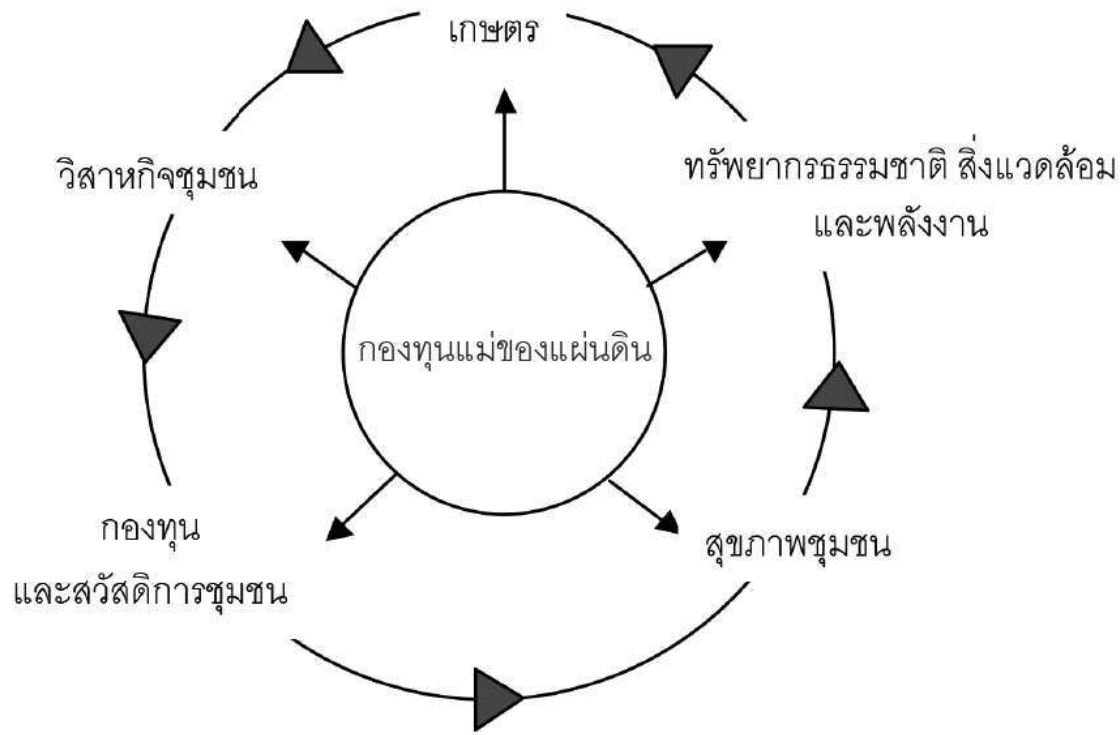 เกษตร
วิสาหกิจชุมชน
ทรัพยากรธรรมชาติ สิ่งแวดล้อม
และพลังงาน
กองทุนแม่ของแผ่นดิน
กองทุน
และสวัสดิการชุมชน
สุขภาพชุมชน